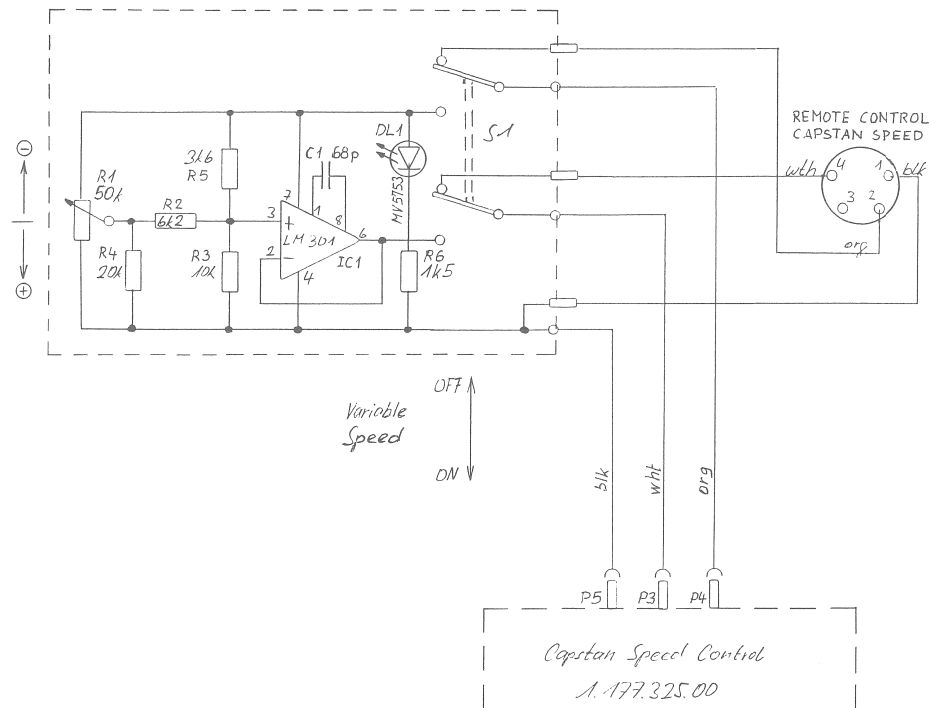 REMOTE CONTROL
CAPSTAN SPEED
S1
DL1
MV5753
C1 68p
3k6
R5
R1
50k
R2
6k2
R4
20k
R3
10k
7
1
8
3
+
LM 301
6
2
−
IC1
4
R6
1k5
wth
4
1
blk
3
2
org
⊖
⊕
OFF
Variable
Speed
ON
blk
wht
org
P5
P3
P4
Capstan Speed Control
1.177.325.00